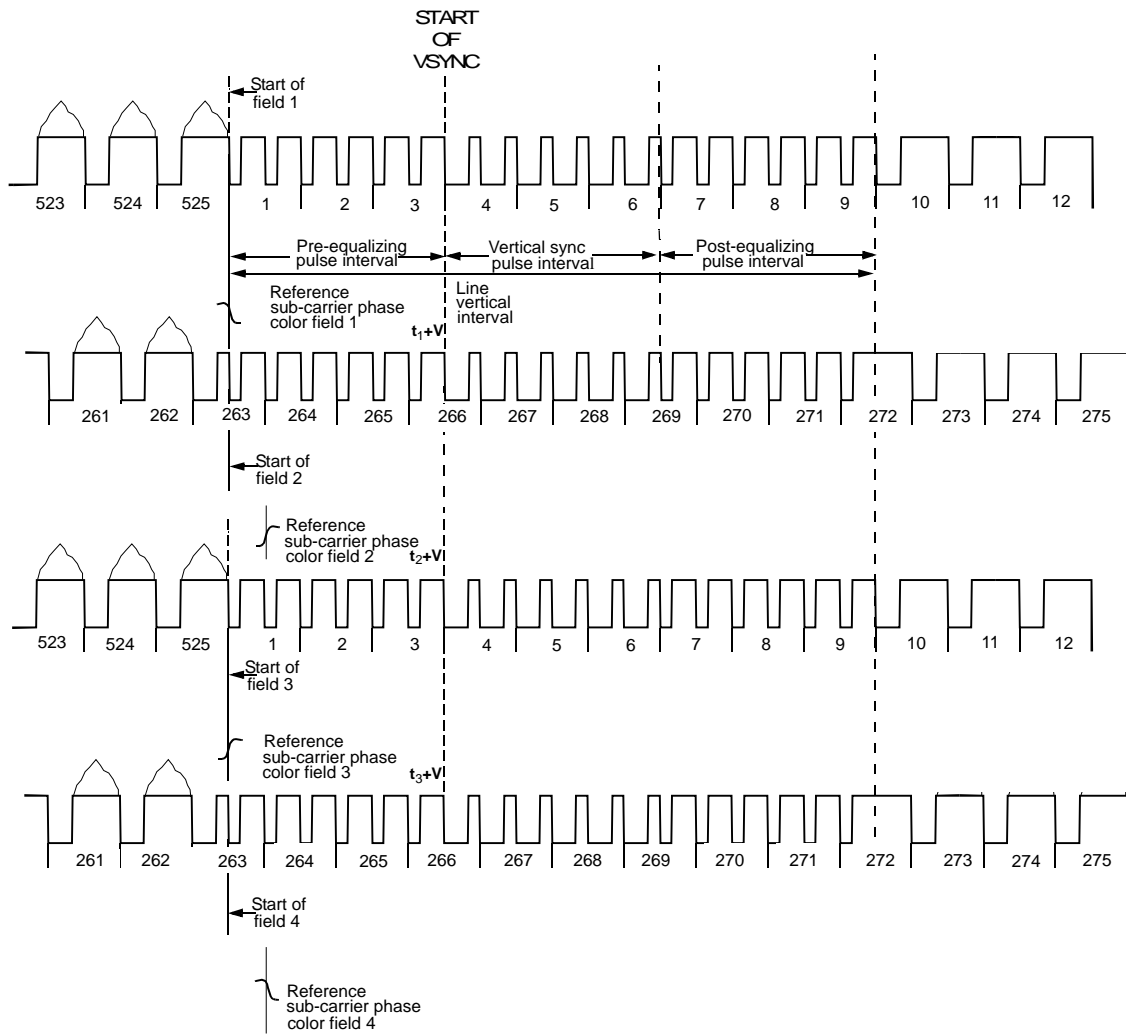 START
OF
VSYNC
Start of
field 1
523 524 525 1 2 3 4 5 6 7 8 9 10 11 12
Pre-equalizing
pulse interval
Vertical sync
pulse interval
Post-equalizing
pulse interval
Reference
sub-carrier phase
color field 1
t1+V
Line
vertical
interval
261 262 263 264 265 266 267 268 269 270 271 272 273 274 275
Start of
field 2
Reference
sub-carrier phase
color field 2
t2+V
523 524 525 1 2 3 4 5 6 7 8 9 10 11 12
Start of
field 3
Reference
sub-carrier phase
color field 3
t3+V
261 262 263 264 265 266 267 268 269 270 271 272 273 274 275
Start of
field 4
Reference
sub-carrier phase
color field 4